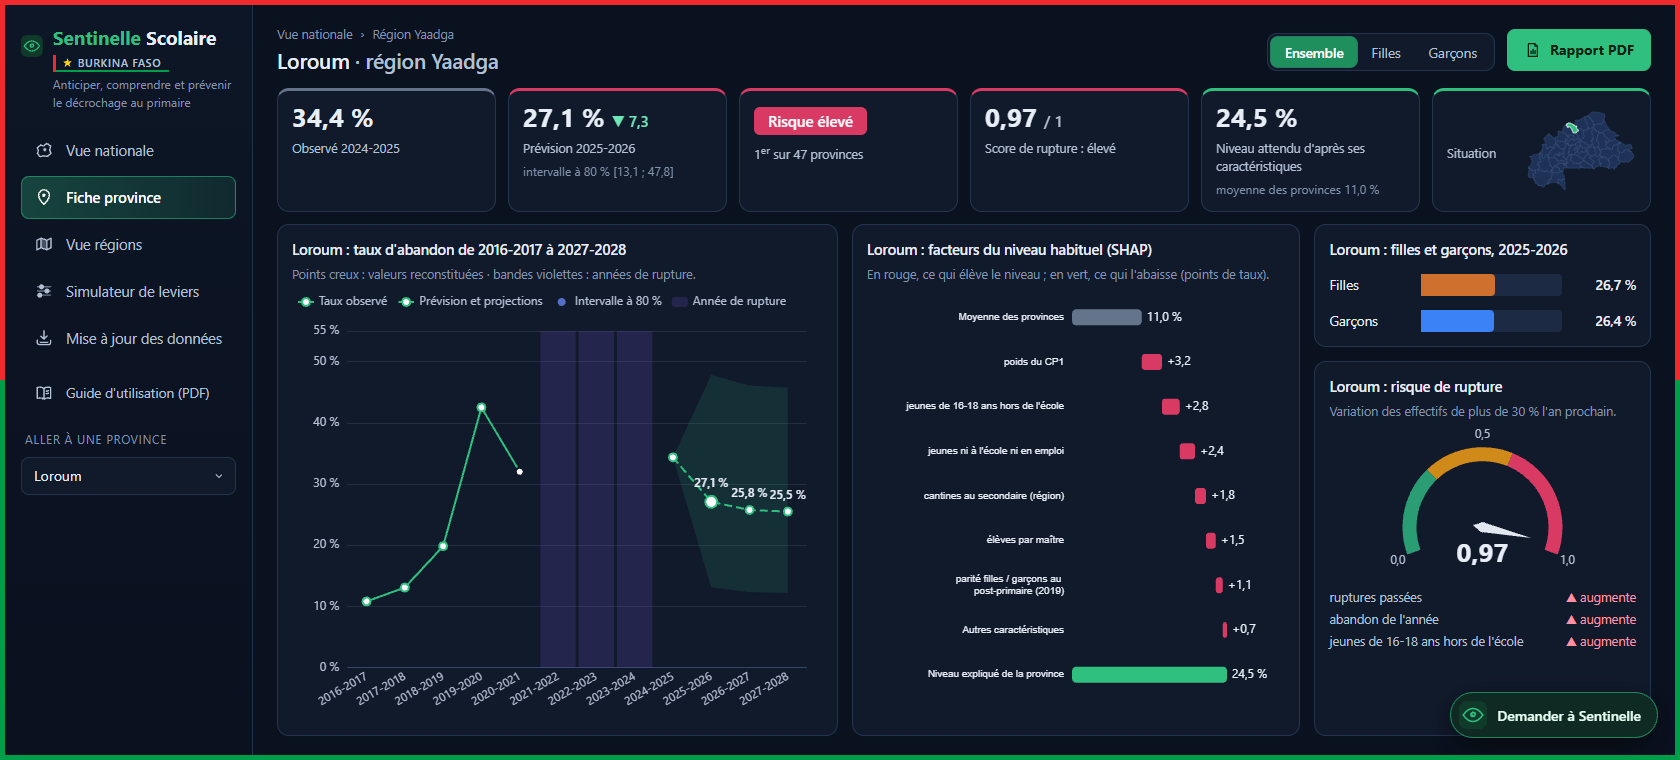 Sentinelle Scolaire
★ BURKINA FASO
Anticiper, comprendre et prévenir
le décrochage au primaire
Vue nationale
Fiche province
Vue régions
Simulateur de leviers
Mise à jour des données
Guide d'utilisation (PDF)
ALLER À UNE PROVINCE
Loroum
Vue nationale › Région Yaadga
Loroum · région Yaadga
Ensemble Filles Garçons
Rapport PDF
34,4 %
Observé 2024-2025
27,1 % ▼ 7,3
Prévision 2025-2026
intervalle à 80 % [13,1 ; 47,8]
Risque élevé
1er sur 47 provinces
0,97 / 1
Score de rupture : élevé
24,5 %
Niveau attendu d'après ses
caractéristiques
moyenne des provinces 11,0 %
Situation
Loroum : taux d'abandon de 2016-2017 à 2027-2028
Points creux : valeurs reconstituées · bandes violettes : années de rupture.
Taux observé Prévision et projections Intervalle à 80 % Année de rupture
55 %
50 %
40 %
30 %
20 %
10 %
0 %
27,1 %
25,8 %
25,5 %
2016-2017
2017-2018
2018-2019
2019-2020
2020-2021
2021-2022
2022-2023
2023-2024
2024-2025
2025-2026
2026-2027
2027-2028
Loroum : facteurs du niveau habituel (SHAP)
En rouge, ce qui élève le niveau ; en vert, ce qui l'abaisse (points de taux).
Moyenne des provinces 11,0 %
poids du CP1 +3,2
jeunes de 16-18 ans hors de l'école +2,8
jeunes ni à l'école ni en emploi +2,4
cantines au secondaire (région) +1,8
élèves par maître +1,5
parité filles / garçons au
post-primaire (2019) +1,1
Autres caractéristiques +0,7
Niveau expliqué de la province 24,5 %
Loroum : filles et garçons, 2025-2026
Filles 26,7 %
Garçons 26,4 %
Loroum : risque de rupture
Variation des effectifs de plus de 30 % l'an prochain.
0,5
0,0
0,97
1,0
ruptures passées ▲ augmente
abandon de l'année ▲ augmente
jeunes de 16-18 ans hors de l'école ▲ augmente
Demander à Sentinelle